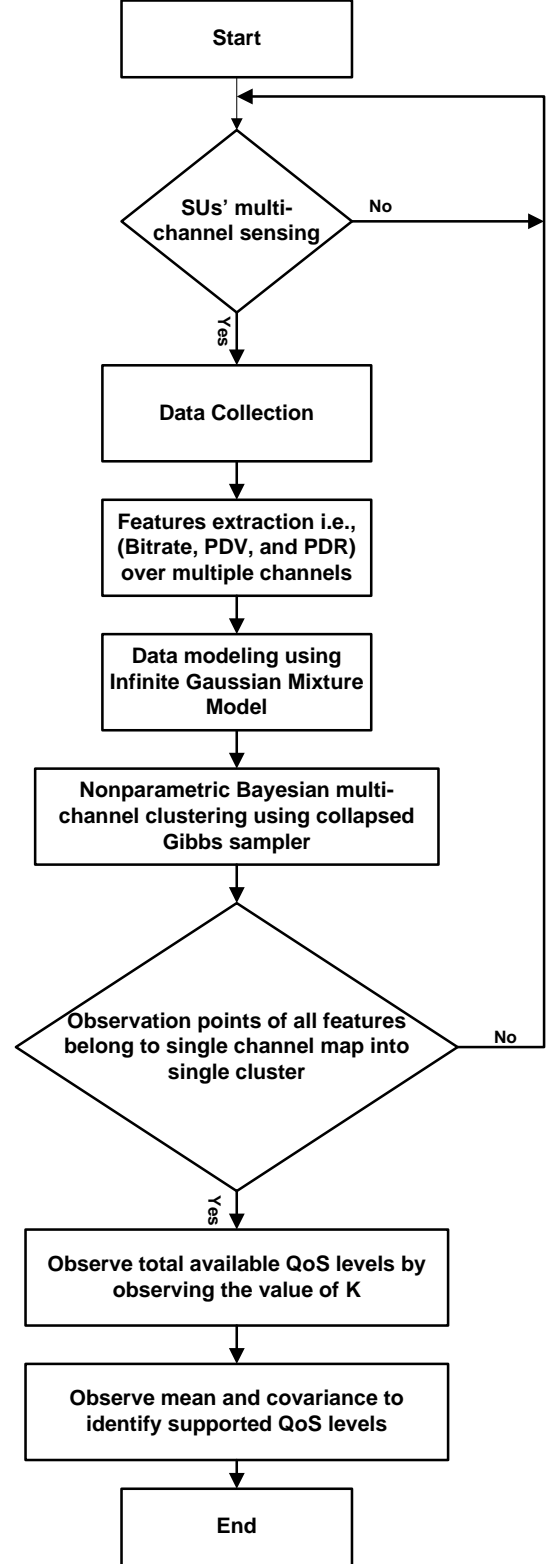 Start
SUs’ multi-
channel sensing
No
Yes
Data Collection
Features extraction i.e.,
(Bitrate, PDV, and PDR)
over multiple channels
Data modeling using
Infinite Gaussian Mixture
Model
Nonparametric Bayesian multi-
channel clustering using collapsed
Gibbs sampler
Observation points of all features
belong to single channel map into
single cluster
No
Yes
Observe total available QoS levels by
observing the value of K
Observe mean and covariance to
identify supported QoS levels
End